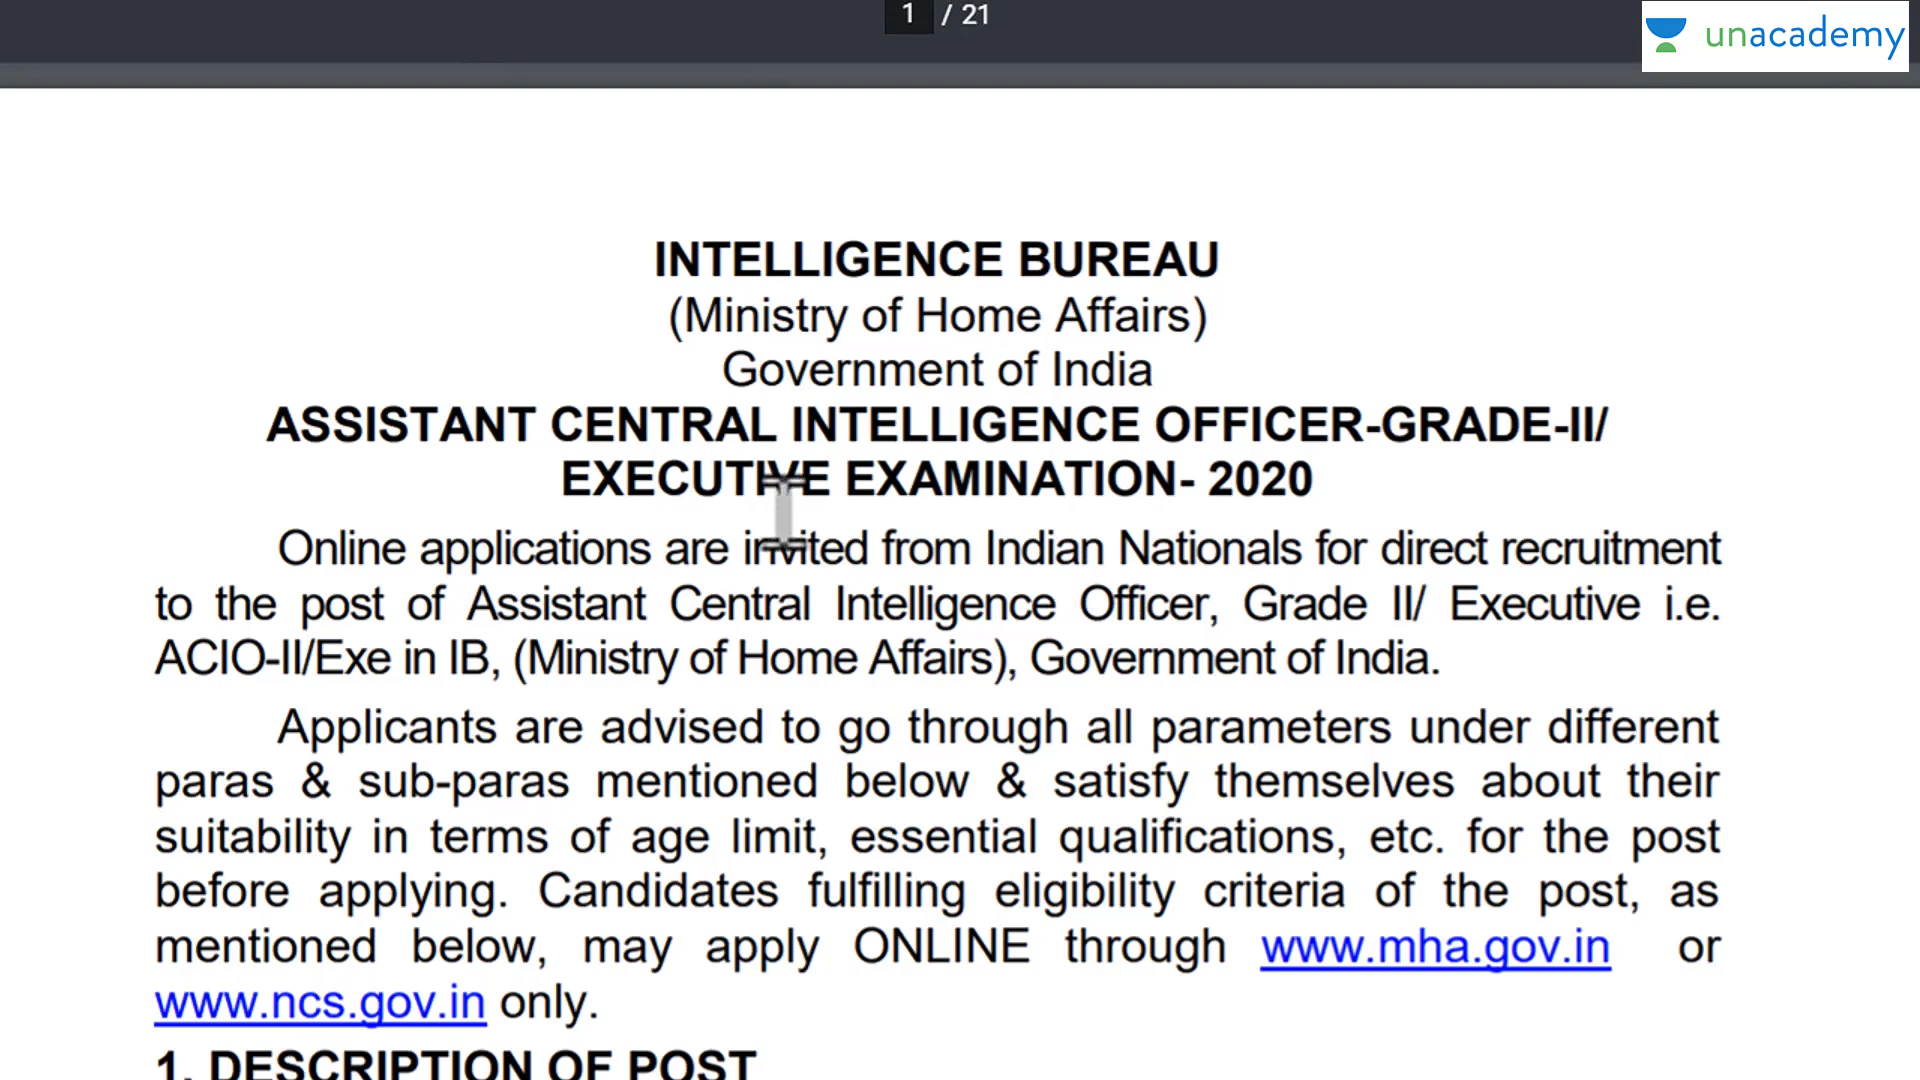 1 / 21
unacademy
INTELLIGENCE BUREAU
(Ministry of Home Affairs)
Government of India
ASSISTANT CENTRAL INTELLIGENCE OFFICER-GRADE-II/
EXECUTIVE EXAMINATION- 2020
Online applications are invited from Indian Nationals for direct recruitment
to the post of Assistant Central Intelligence Officer, Grade II/ Executive i.e.
ACIO-II/Exe in IB, (Ministry of Home Affairs), Government of India.
Applicants are advised to go through all parameters under different
paras & sub-paras mentioned below & satisfy themselves about their
suitability in terms of age limit, essential qualifications, etc. for the post
before applying. Candidates fulfilling eligibility criteria of the post, as
mentioned below, may apply ONLINE through www.mha.gov.in or
www.ncs.gov.in only.
1. DESCRIPTION OF POST